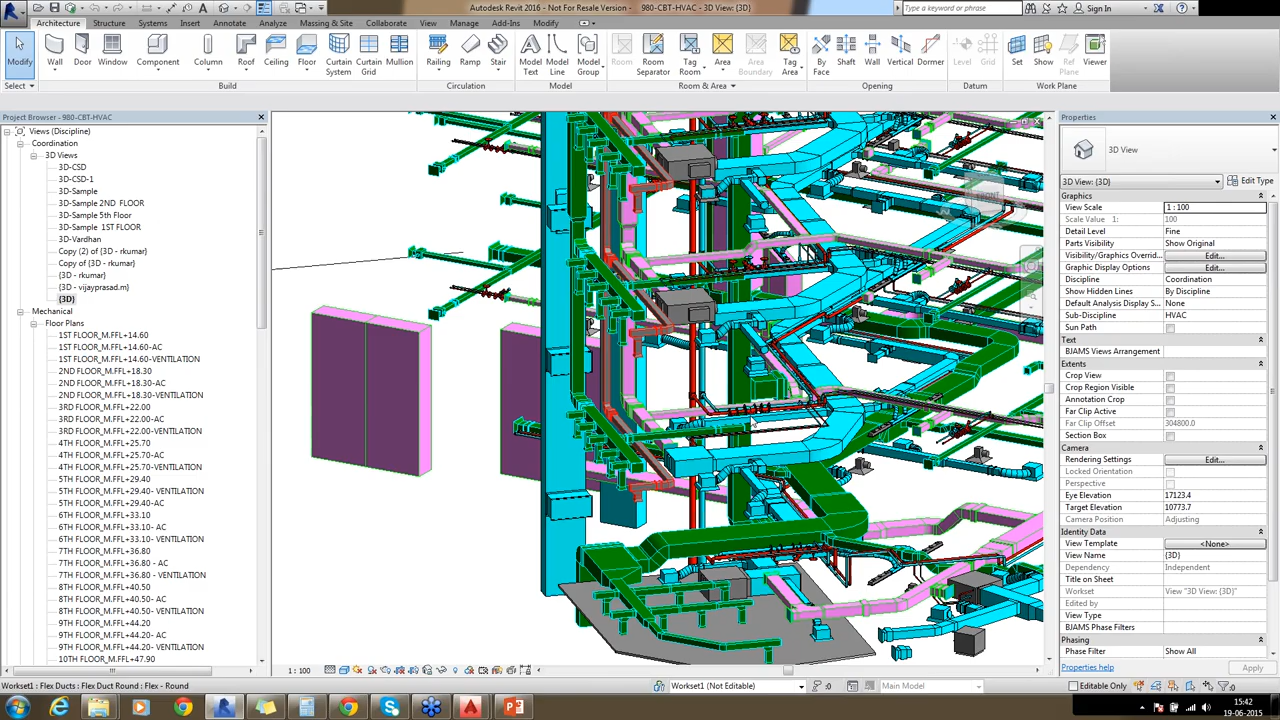 Autodesk Revit 2016 - Not For Resale Version - 980-CBT-HVAC - 3D View: {3D}
Type a keyword or phrase
Sign In
Architecture Structure Systems Insert Annotate Analyze Massing & Site Collaborate View Manage Add-Ins Modify
Modify Wall Door Window Component Column Roof Ceiling Floor Curtain System Curtain Grid Mullion Railing Ramp Stair Model Text Model Line Model Group Room Room Separator Tag Room Area Area Boundary Tag Area By Face Shaft Wall Vertical Dormer Level Grid Set Show Ref Plane Viewer
Select Build Circulation Model Room & Area Opening Datum Work Plane
Project Browser - 980-CBT-HVAC
Views (Discipline)
Coordination
3D Views
3D-CSD
3D-CSD-1
3D-Sample
3D-Sample 2ND FLOOR
3D-Sample 5th Floor
3D-Sample 1ST FLOOR
3D-Vardhan
Copy (2) of {3D - rkumar}
Copy of {3D - rkumar}
{3D - rkumar}
{3D - vijayprasad.m}
{3D}
Mechanical
Floor Plans
1ST FLOOR_M.FFL+14.60
1ST FLOOR_M.FFL+14.60-AC
1ST FLOOR_M.FFL+14.60-VENTILATION
2ND FLOOR_M.FFL+18.30
2ND FLOOR_M.FFL+18.30-AC
2ND FLOOR_M.FFL+18.30-VENTILATION
3RD FLOOR_M.FFL+22.00
3RD FLOOR_M.FFL+22.00-AC
3RD FLOOR_M.FFL+22.00-VENTILATION
4TH FLOOR_M.FFL+25.70
4TH FLOOR_M.FFL+25.70-AC
4TH FLOOR_M.FFL+25.70-VENTILATION
5TH FLOOR_M.FFL+29.40
5TH FLOOR_M.FFL+29.40- VENTILATION
5TH FLOOR_M.FFL+29.40-AC
6TH FLOOR_M.FFL+33.10
6TH FLOOR_M.FFL+33.10- AC
6TH FLOOR_M.FFL+33.10- VENTILATION
7TH FLOOR_M.FFL+36.80
7TH FLOOR_M.FFL+36.80 - AC
7TH FLOOR_M.FFL+36.80 - VENTILATION
8TH FLOOR_M.FFL+40.50
8TH FLOOR_M.FFL+40.50- AC
8TH FLOOR_M.FFL+40.50- VENTILATION
9TH FLOOR_M.FFL+44.20
9TH FLOOR_M.FFL+44.20- AC
9TH FLOOR_M.FFL+44.20- VENTILATION
10TH FLOOR_M.FFL+47.90
FRONT
Properties
3D View
3D View: {3D} Edit Type
Graphics
View Scale 1 : 100
Scale Value 1: 100
Detail Level Fine
Parts Visibility Show Original
Visibility/Graphics Overrid... Edit...
Graphic Display Options Edit...
Discipline Coordination
Show Hidden Lines By Discipline
Default Analysis Display S... None
Sub-Discipline HVAC
Sun Path
Text
BJAMS Views Arrangement
Extents
Crop View
Crop Region Visible
Annotation Crop
Far Clip Active
Far Clip Offset 304800.0
Section Box
Camera
Rendering Settings Edit...
Locked Orientation
Perspective
Eye Elevation 17123.4
Target Elevation 10773.7
Camera Position Adjusting
Identity Data
View Template <None>
View Name {3D}
Dependency Independent
Title on Sheet
Workset View "3D View: {3D}"
Edited by
View Type
BJAMS Phase Filters
Phasing
Phase Filter Show All
Properties help Apply
1 : 100
Workset1 : Flex Ducts : Flex Duct Round : Flex - Round
Workset1 (Not Editable)
:0
Main Model
Editable Only
:0
15:42
19-06-2015